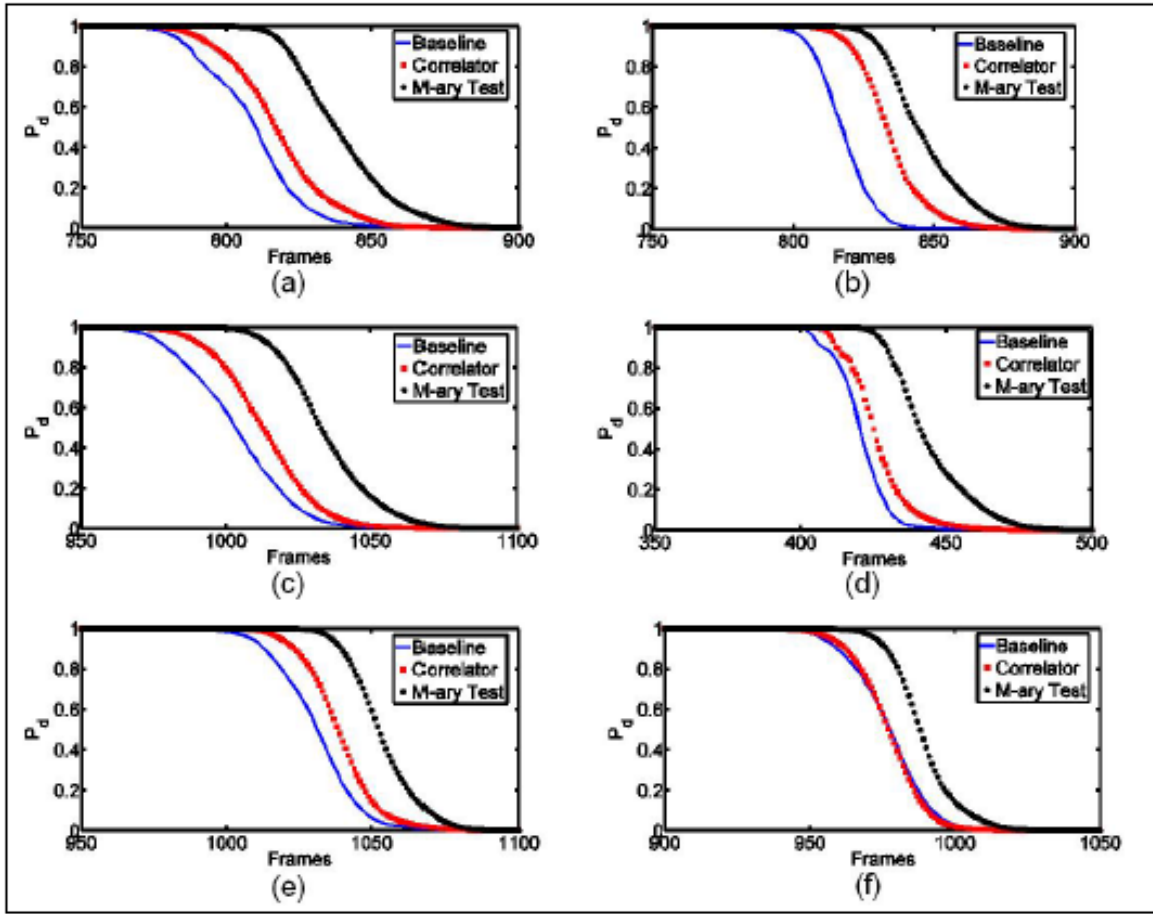 1
0.8
0.6
0.4
0.2
0
P_d
Baseline
Correlator
M-ary Test
750 800 850 900
Frames
(a)
1
0.8
0.6
0.4
0.2
0
P_d
Baseline
Correlator
M-ary Test
750 800 850 900
Frames
(b)
1
0.8
0.6
0.4
0.2
0
P_d
Baseline
Correlator
M-ary Test
950 1000 1050 1100
Frames
(c)
1
0.8
0.6
0.4
0.2
0
P_d
Baseline
Correlator
M-ary Test
350 400 450 500
Frames
(d)
1
0.8
0.6
0.4
0.2
0
P_d
Baseline
Correlator
M-ary Test
950 1000 1050 1100
Frames
(e)
1
0.8
0.6
0.4
0.2
0
P_d
Baseline
Correlator
M-ary Test
900 950 1000 1050
Frames
(f)